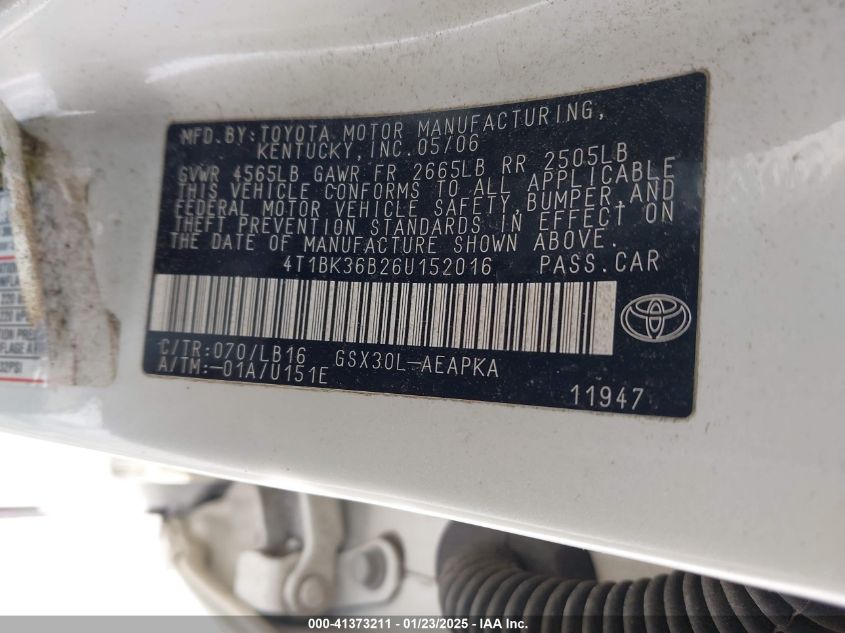 MFD. BY: TOYOTA MOTOR MANUFACTURING,
KENTUCKY, INC. 05/06
GVWR 4565LB GAWR FR 2665LB RR 2505LB
THIS VEHICLE CONFORMS TO ALL APPLICABLE
FEDERAL MOTOR VEHICLE SAFETY, BUMPER, AND
THEFT PREVENTION STANDARDS IN EFFECT ON
THE DATE OF MANUFACTURE SHOWN ABOVE.
4T1BK36B26U152016 PASS. CAR
C/TR: 070/LB16 GSX30L-AEAPKA
A/TM:-01A/U151E
11947
000-41373211 - 01/23/2025 - IAA Inc.